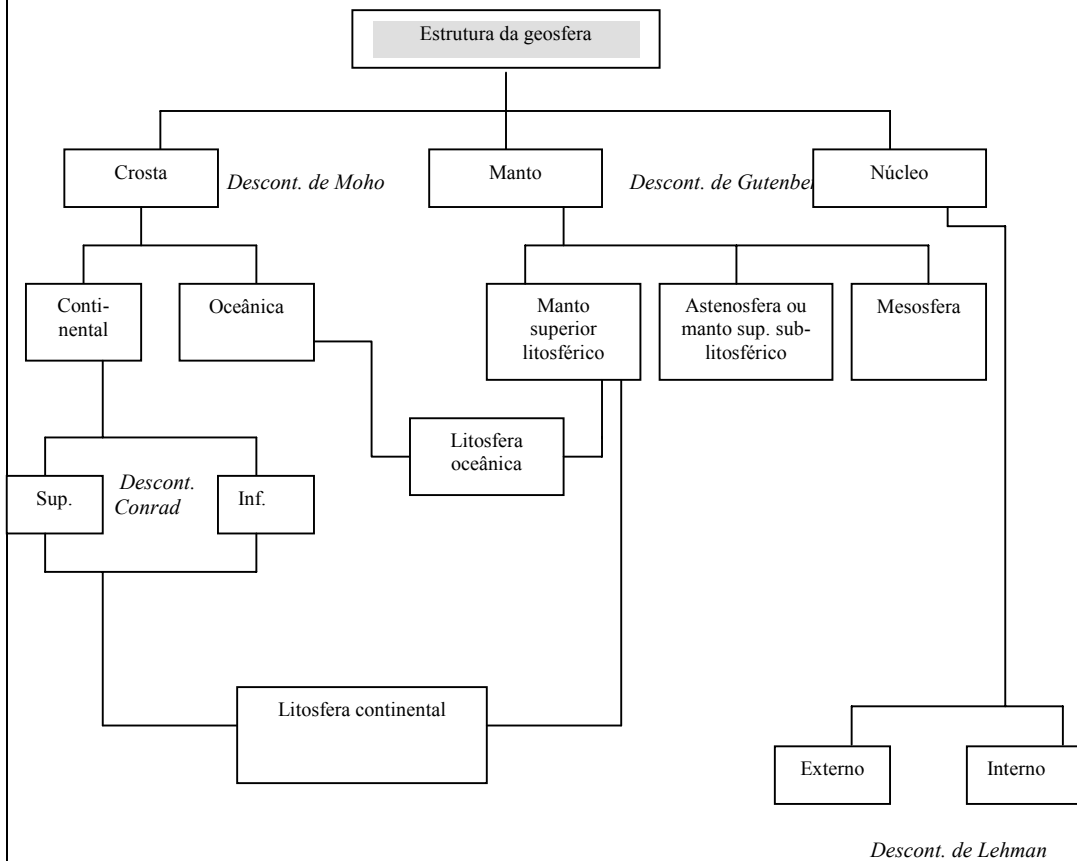 Estrutura da geosfera
Crosta
Descont. de Moho
Manto
Descont. de Gutenber
Núcleo
Conti-
nental
Oceânica
Manto
superior
litosférico
Astenosfera ou
manto sup. sub-
litosférico
Mesosfera
Litosfera
oceânica
Sup.
Descont.
Conrad
Inf.
Litosfera continental
Externo
Interno
Descont. de Lehman